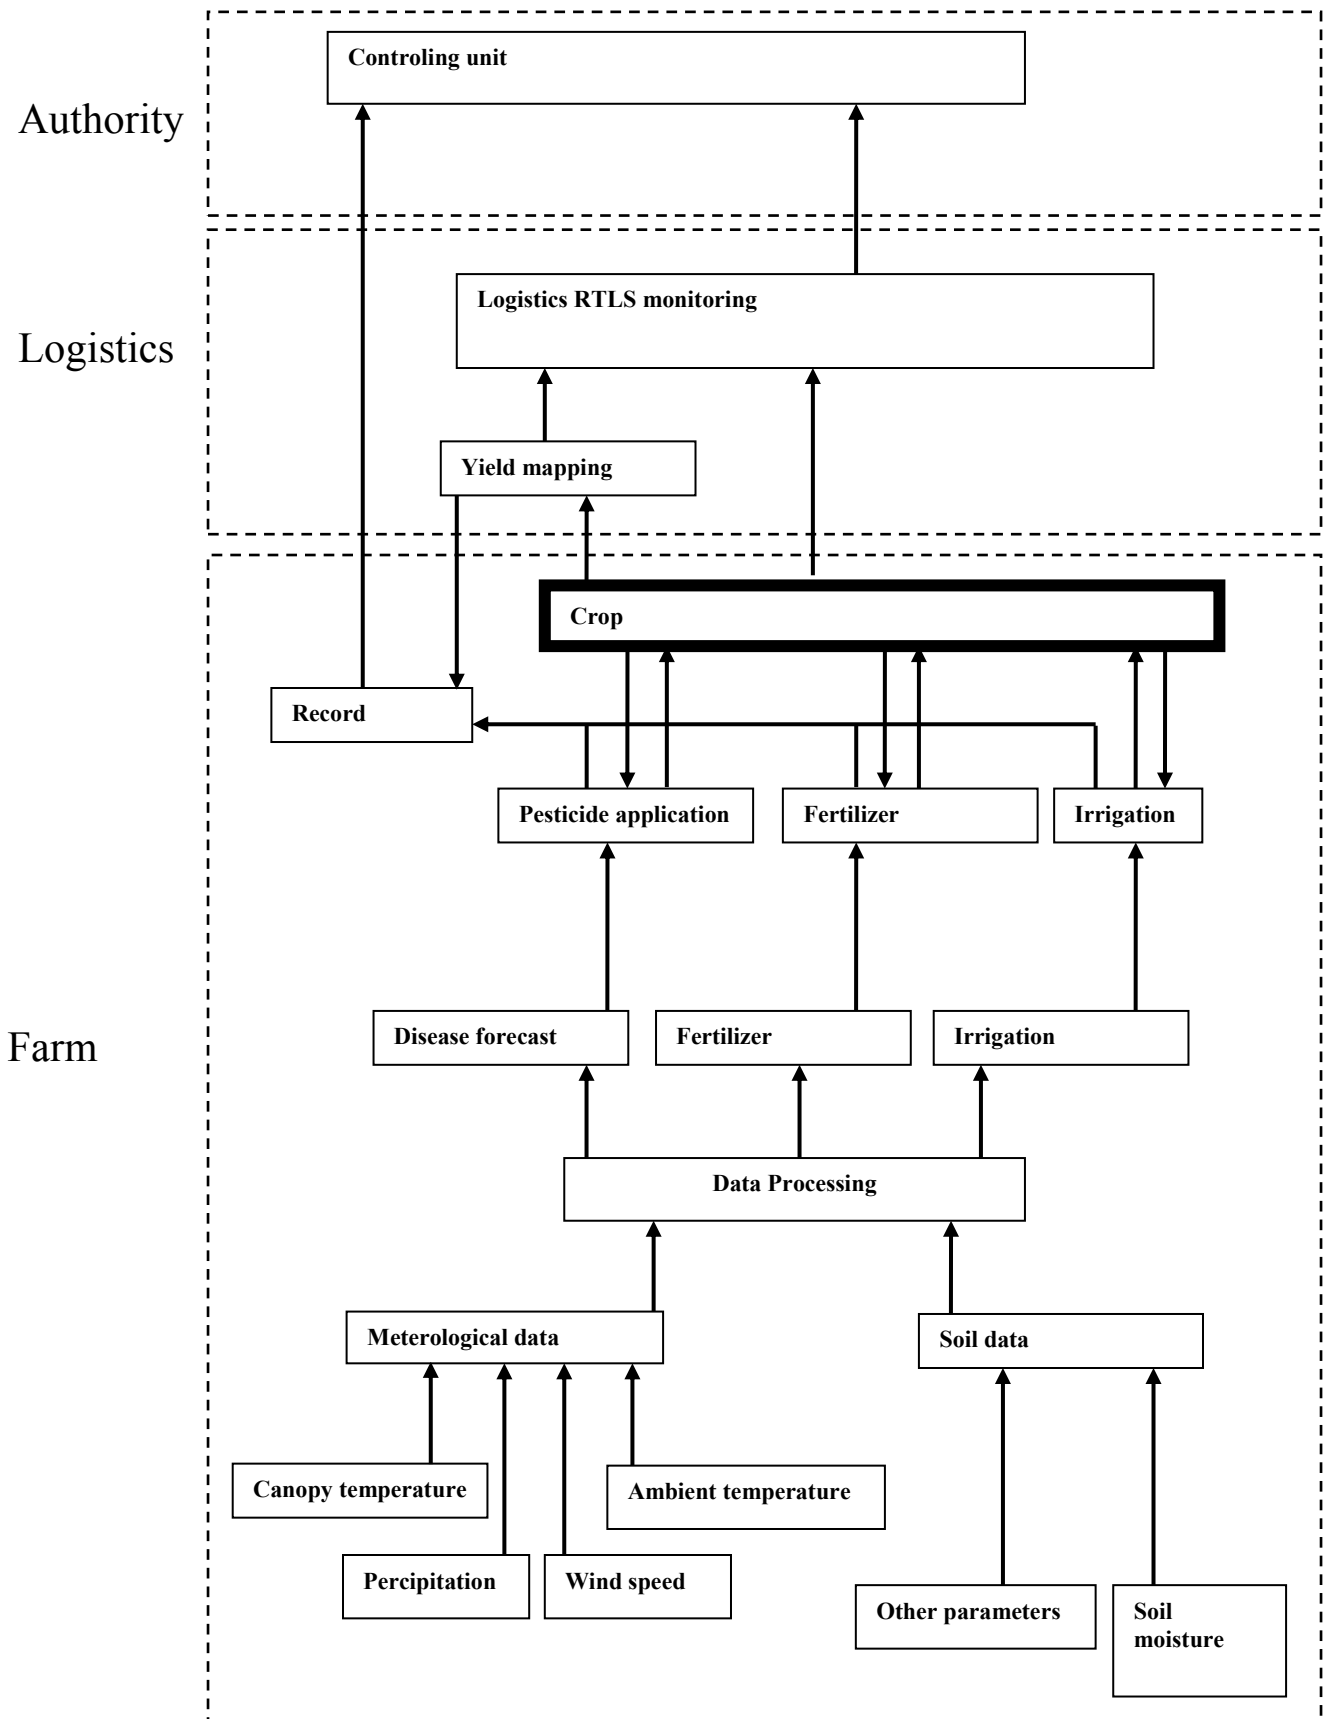 Controling unit
Authority
Logistics RTLS monitoring
Logistics
Yield mapping
Crop
Record
Pesticide application
Fertilizer
Irrigation
Disease forecast
Fertilizer
Irrigation
Farm
Data Processing
Meterological data
Soil data
Canopy temperature
Ambient temperature
Percipitation
Wind speed
Other parameters
Soil
moisture